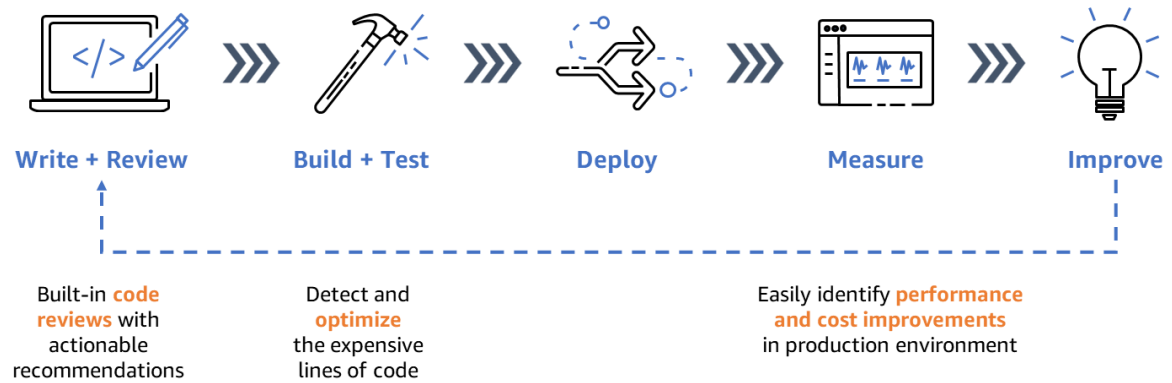 </>
Write + Review
Build + Test
Deploy
Measure
Improve
Built-in code
reviews with
actionable
recommendations
Detect and
optimize
the expensive
lines of code
Easily identify performance
and cost improvements
in production environment